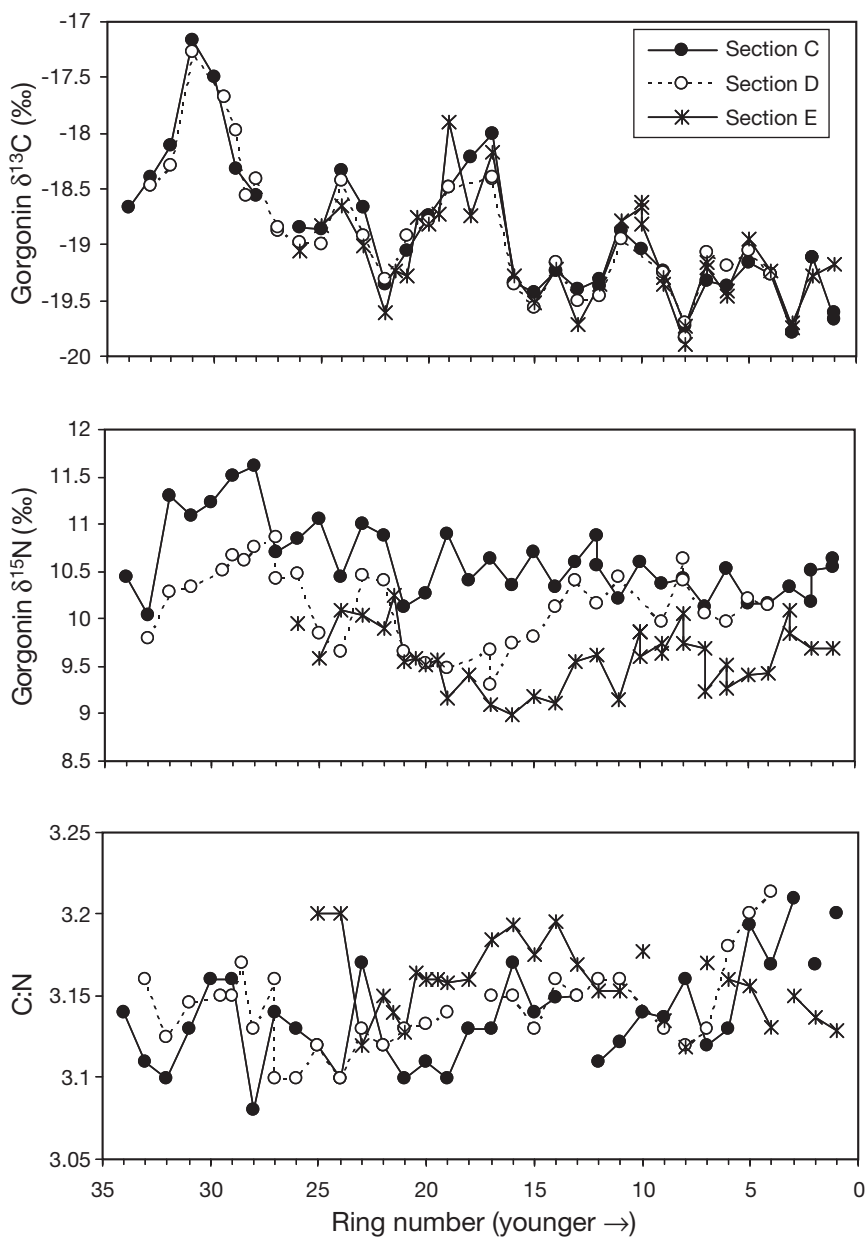 -17
-17.5
-18
-18.5
-19
-19.5
-20
Gorgonin δ¹³C (‰)
Section C
Section D
Section E
12
11.5
11
10.5
10
9.5
9
8.5
Gorgonin δ¹⁵N (‰)
3.25
3.2
3.15
3.1
3.05
C:N
35 30 25 20 15 10 5 0
Ring number (younger →)